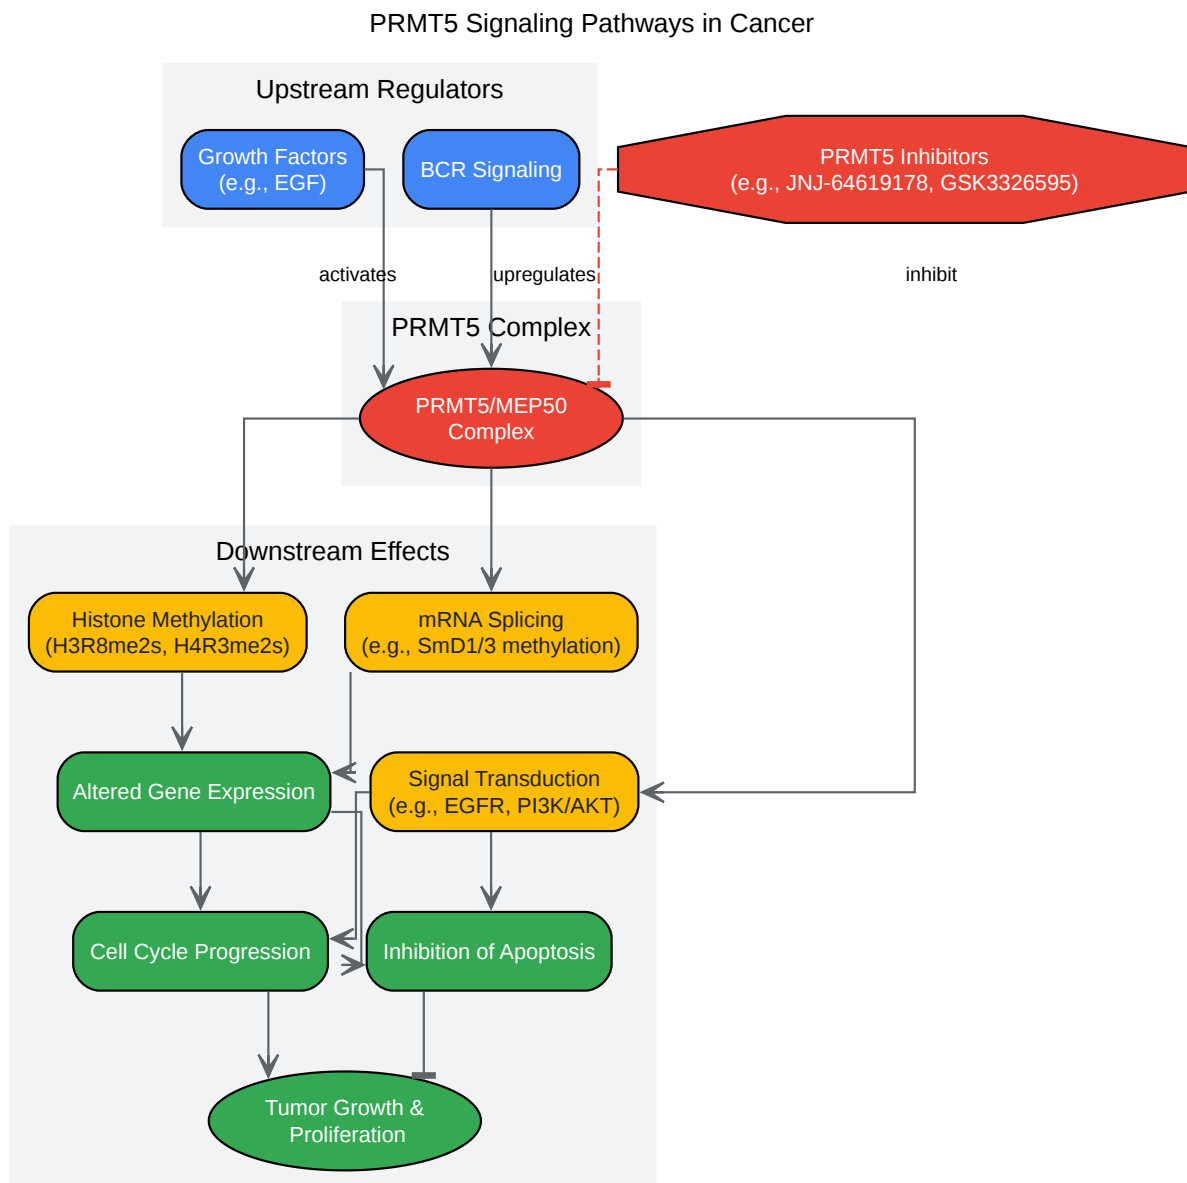 PRMT5 Signaling Pathways in Cancer
Upstream Regulators
Growth Factors
(e.g., EGF)
BCR Signaling
PRMT5 Inhibitors
(e.g., JNJ-64619178, GSK3326595)
activates
upregulates
inhibit
PRMT5 Complex
PRMT5/MEP50
Complex
Downstream Effects
Histone Methylation
(H3R8me2s, H4R3me2s)
mRNA Splicing
(e.g., SmD1/3 methylation)
Altered Gene Expression
Signal Transduction
(e.g., EGFR, PI3K/AKT)
Cell Cycle Progression
Inhibition of Apoptosis
Tumor Growth &
Proliferation